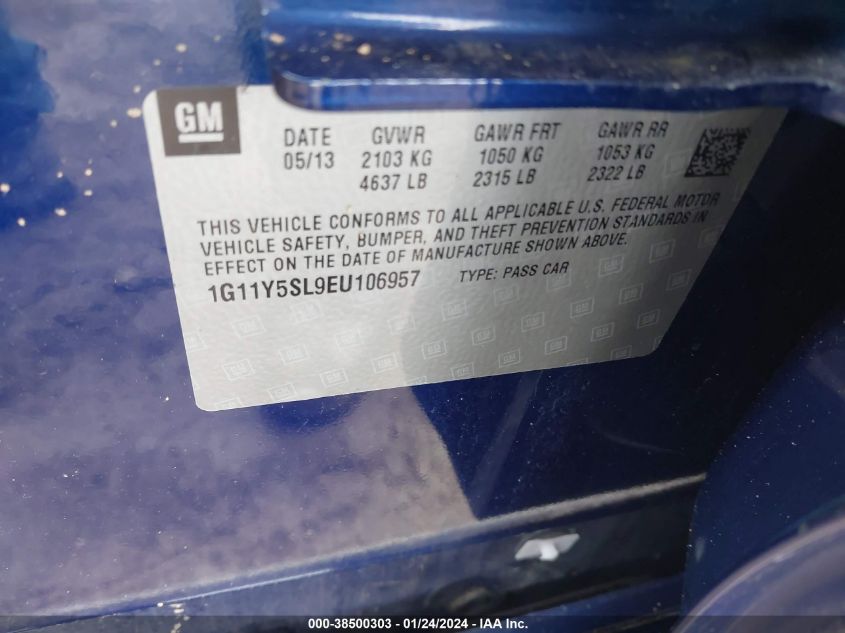 GM
DATE GVWR GAWR FRT GAWR RR
05/13 2103 KG 1050 KG 1053 KG
4637 LB 2315 LB 2322 LB
THIS VEHICLE CONFORMS TO ALL APPLICABLE U.S. FEDERAL MOTOR
VEHICLE SAFETY, BUMPER, AND THEFT PREVENTION STANDARDS IN
EFFECT ON THE DATE OF MANUFACTURE SHOWN ABOVE.
1G11Y5SL9EU106957 TYPE: PASS CAR
000-38500303 - 01/24/2024 - IAA Inc.